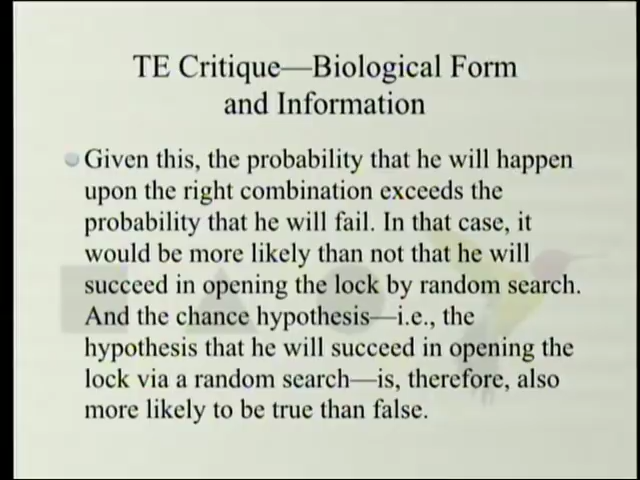 TE Critique—Biological Form
and Information
Given this, the probability that he will happen
upon the right combination exceeds the
probability that he will fail. In that case, it
would be more likely than not that he will
succeed in opening the lock by random search.
And the chance hypothesis—i.e., the
hypothesis that he will succeed in opening the
lock via a random search—is, therefore, also
more likely to be true than false.